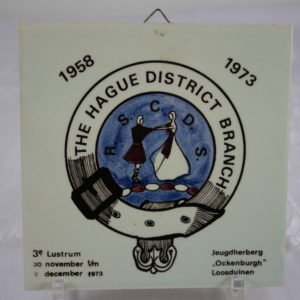 1958
1973
THE HAGUE DISTRICT BRANCH
R. S. C. D. S.
3e Lustrum
30 november t/m
2 december 1973
Jeugdherberg
„Ockenburgh"
Loosduinen